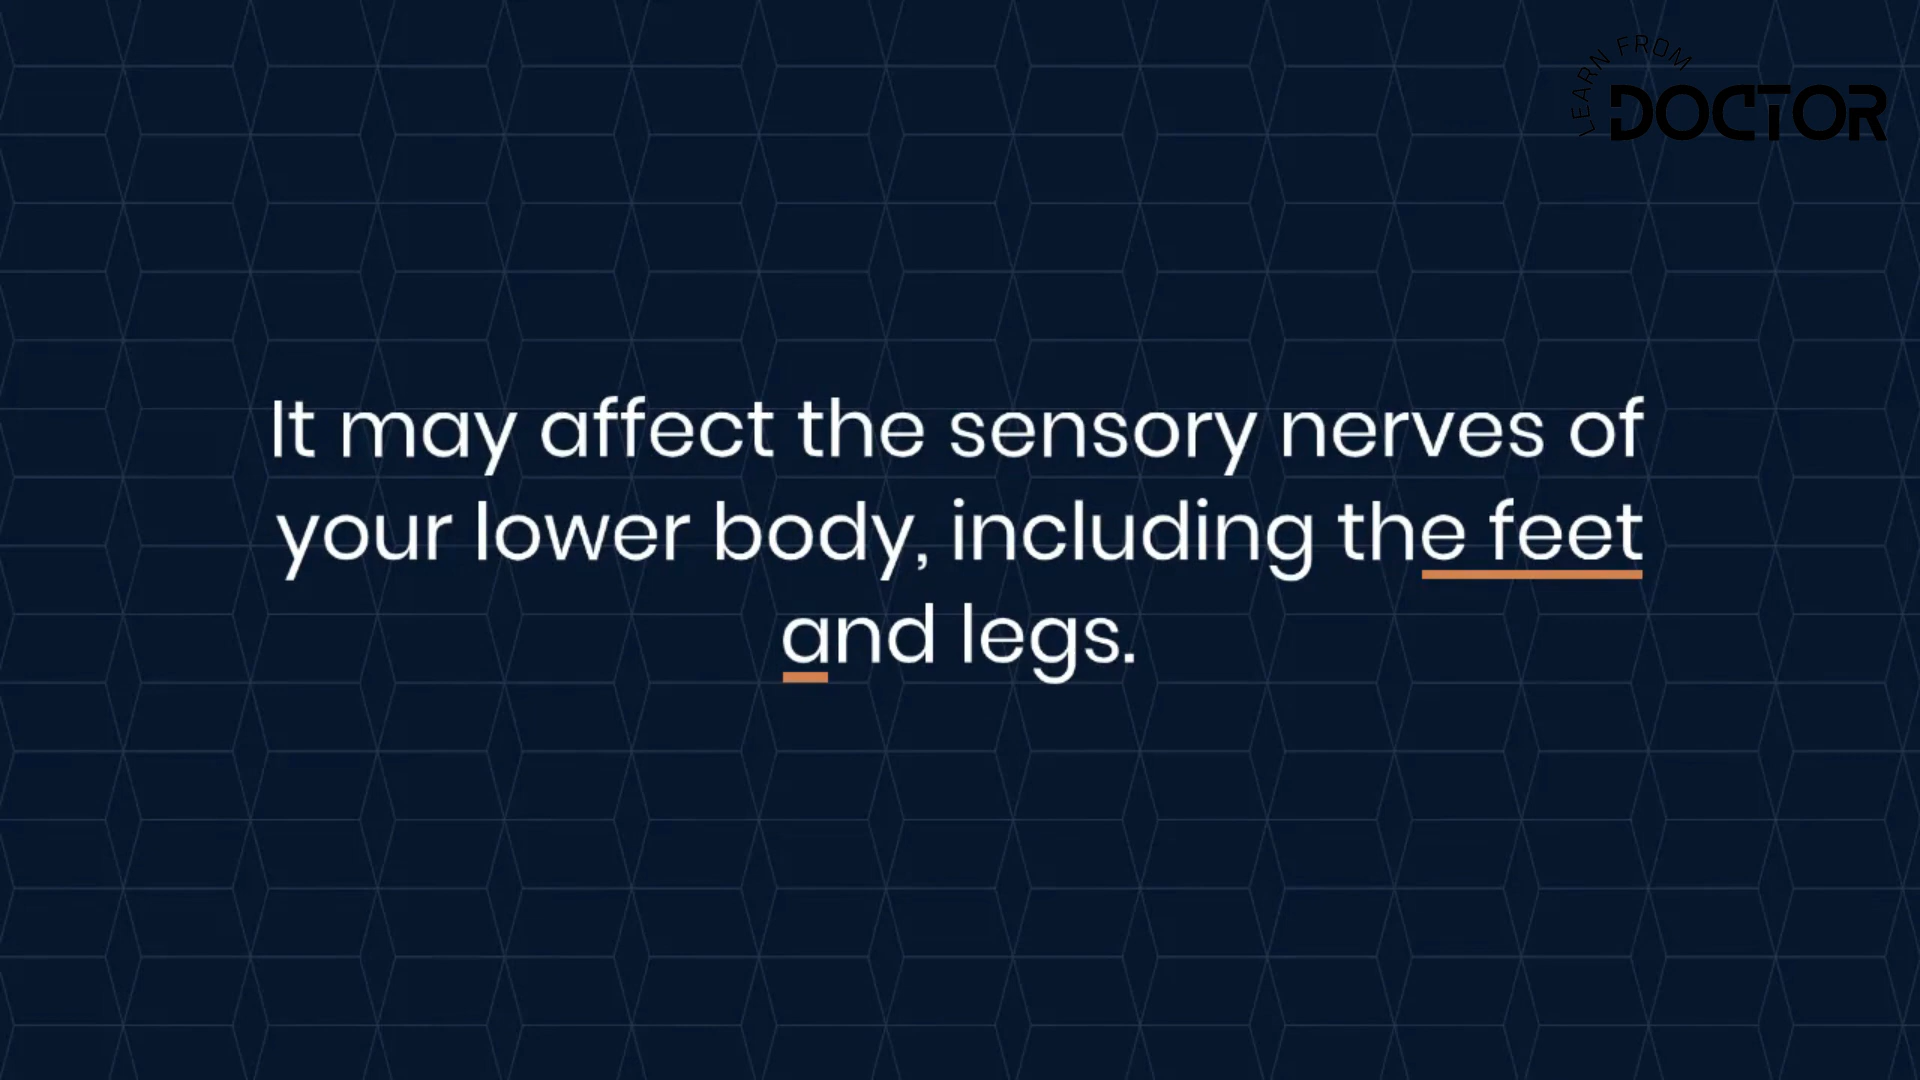 LEARN FROM
DOCTOR
It may affect the sensory nerves of
your lower body, including the feet
and legs.